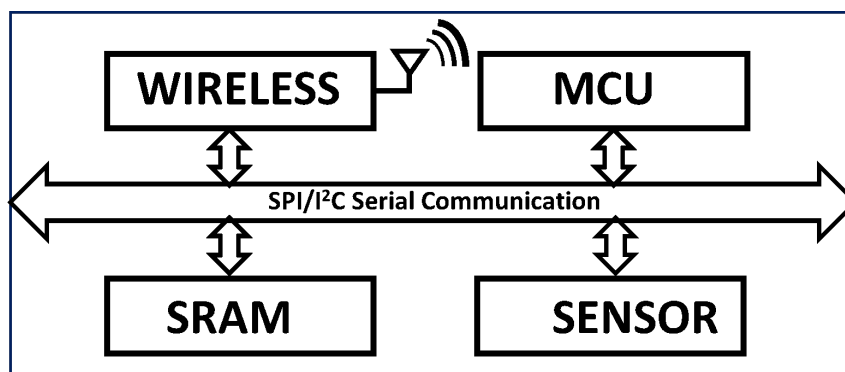 WIRELESS
MCU
SPI/I²C Serial Communication
SRAM
SENSOR